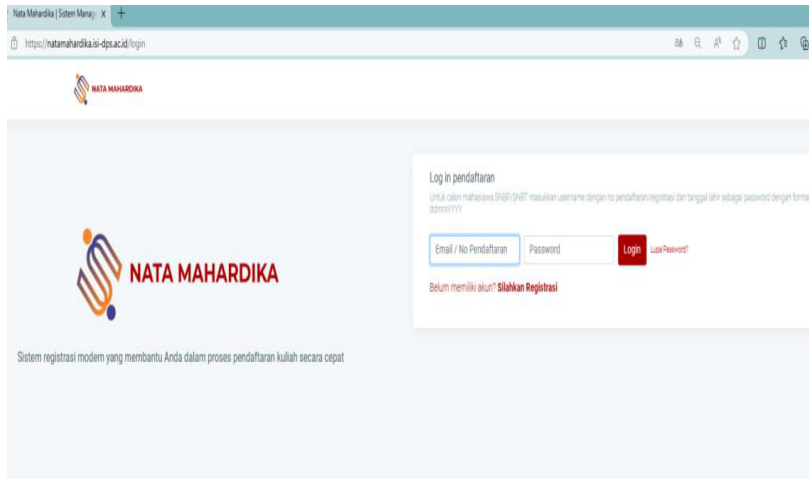 Nata Mahardika | Sistem Manag
https://natamahardika.isi-dps.ac.id/login
NATA MAHARDIKA
Log in pendaftaran
Untuk calon mahasiswa SNBP/SNBT masukkan username dengan no pendaftaran/registrasi dan tanggal lahir sebagai password dengan forma
ddmmYYYY
Email / No Pendaftaran Password Login Lupa Password?
Belum memiliki akun? Silahkan Registrasi
NATA MAHARDIKA
Sistem registrasi modern yang membantu Anda dalam proses pendaftaran kuliah secara cepat